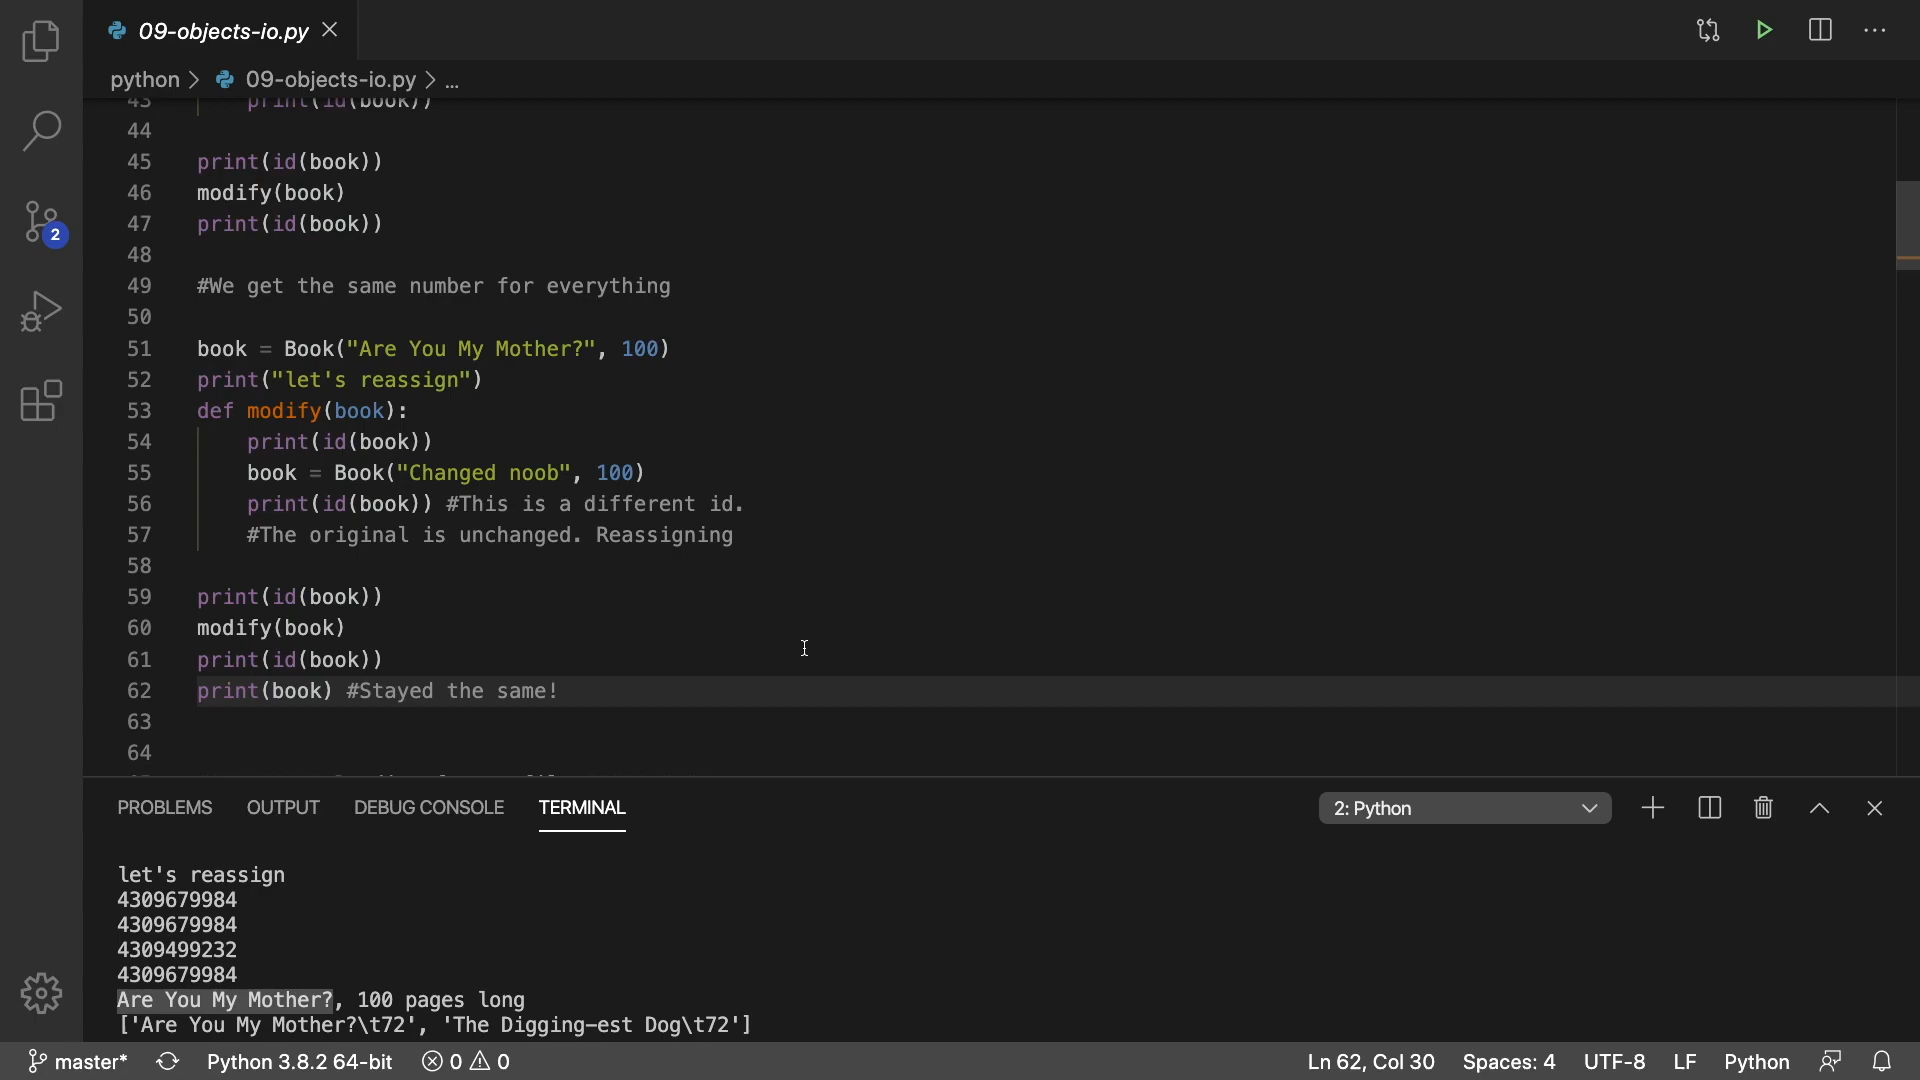 09-objects-io.py
python > 09-objects-io.py > ...
43 print(id(book))
44
45 print(id(book))
46 modify(book)
47 print(id(book))
48
49 #We get the same number for everything
50
51 book = Book("Are You My Mother?", 100)
52 print("let's reassign")
53 def modify(book):
54 print(id(book))
55 book = Book("Changed noob", 100)
56 print(id(book)) #This is a different id.
57 #The original is unchanged. Reassigning
58
59 print(id(book))
60 modify(book)
61 print(id(book))
62 print(book) #Stayed the same!
63
64
2
PROBLEMS OUTPUT DEBUG CONSOLE TERMINAL 2: Python
let's reassign
4309679984
4309679984
4309499232
4309679984
Are You My Mother?, 100 pages long
['Are You My Mother?\t72', 'The Digging-est Dog\t72']
master* Python 3.8.2 64-bit 0 0 Ln 62, Col 30 Spaces: 4 UTF-8 LF Python